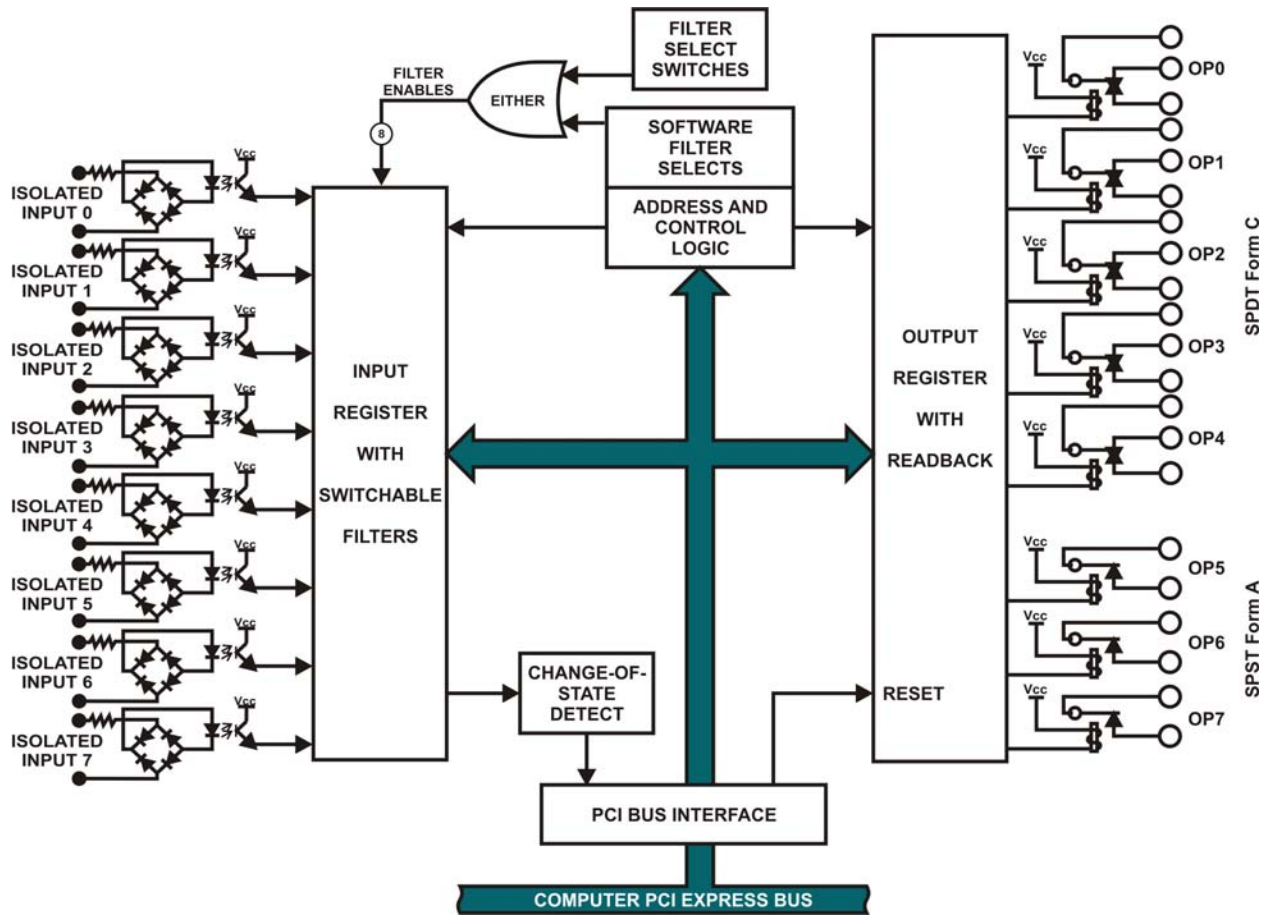 FILTER
SELECT
SWITCHES
FILTER
ENABLES
EITHER
8
SOFTWARE
FILTER
SELECTS
ADDRESS AND
CONTROL
LOGIC
Vcc
ISOLATED
INPUT 0
Vcc
ISOLATED
INPUT 1
Vcc
ISOLATED
INPUT 2
Vcc
ISOLATED
INPUT 3
Vcc
ISOLATED
INPUT 4
Vcc
ISOLATED
INPUT 5
Vcc
ISOLATED
INPUT 6
Vcc
ISOLATED
INPUT 7
INPUT
REGISTER
WITH
SWITCHABLE
FILTERS
CHANGE-OF-
STATE
DETECT
PCI BUS INTERFACE
COMPUTER PCI EXPRESS BUS
OUTPUT
REGISTER
WITH
READBACK
RESET
Vcc
OP0
Vcc
OP1
Vcc
OP2
Vcc
OP3
Vcc
OP4
SPDT Form C
Vcc
OP5
Vcc
OP6
Vcc
OP7
SPST Form A